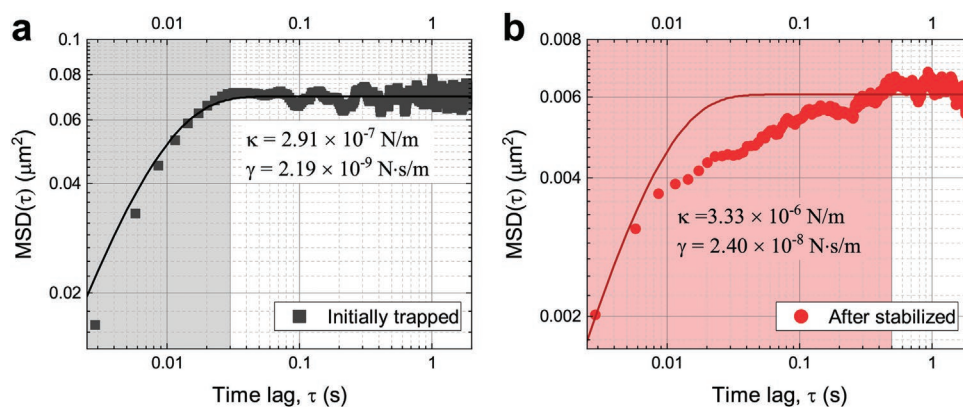 a
0.01 0.1 1
0.1
0.08
0.06
0.04
0.02
MSD(τ) (μm²)
κ = 2.91 × 10⁻⁷ N/m
γ = 2.19 × 10⁻⁹ N·s/m
Initially trapped
0.01 0.1 1
Time lag, τ (s)
b
0.01 0.1 1
0.008
0.006
0.004
0.002
MSD(τ) (μm²)
κ =3.33 × 10⁻⁶ N/m
γ = 2.40 × 10⁻⁸ N·s/m
After stabilized
0.01 0.1 1
Time lag, τ (s)